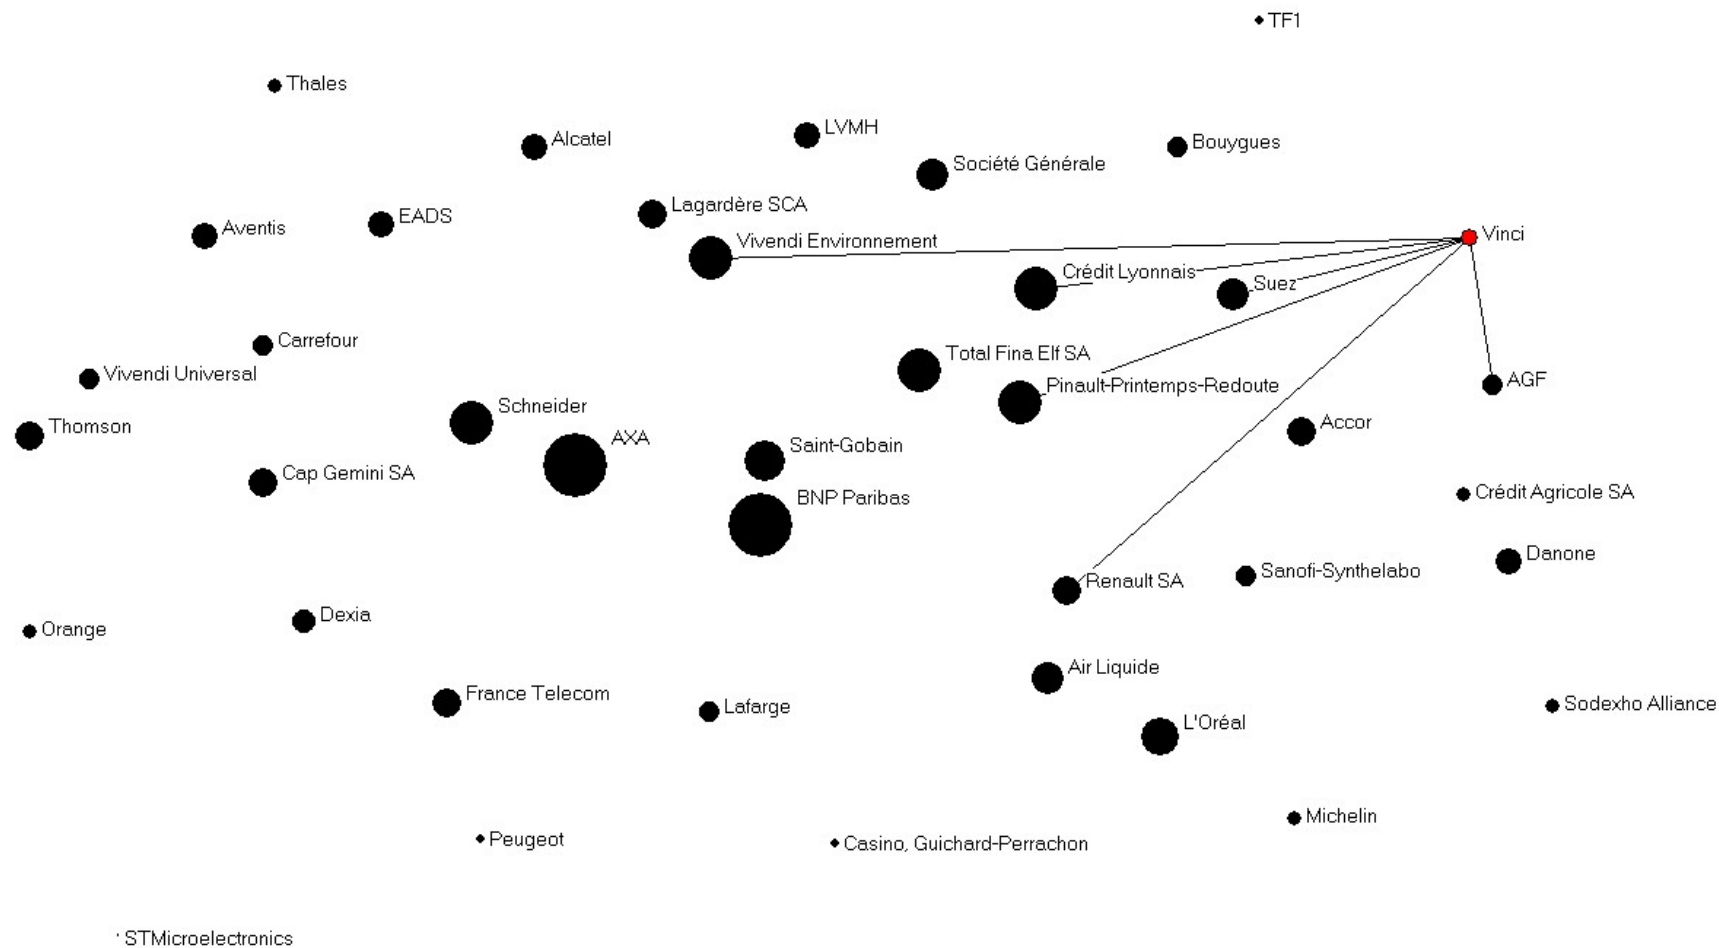 TF1
Thales
LVMH
Alcatel
Bouygues
Société Générale
Lagardère SCA
EADS
Aventis
Vinci
Vivendi Environnement
Crédit Lyonnais
Suez
Carrefour
Total Fina Elf SA
Vivendi Universal
AGF
Pinault-Printemps-Redoute
Schneider
Accor
Thomson
AXA
Saint-Gobain
Cap Gemini SA
Crédit Agricole SA
BNP Paribas
Danone
Sanofi-Synthelabo
Renault SA
Dexia
Orange
Air Liquide
France Telecom
Sodexho Alliance
Lafarge
L'Oréal
Michelin
Peugeot
Casino, Guichard-Perrachon
STMicroelectronics